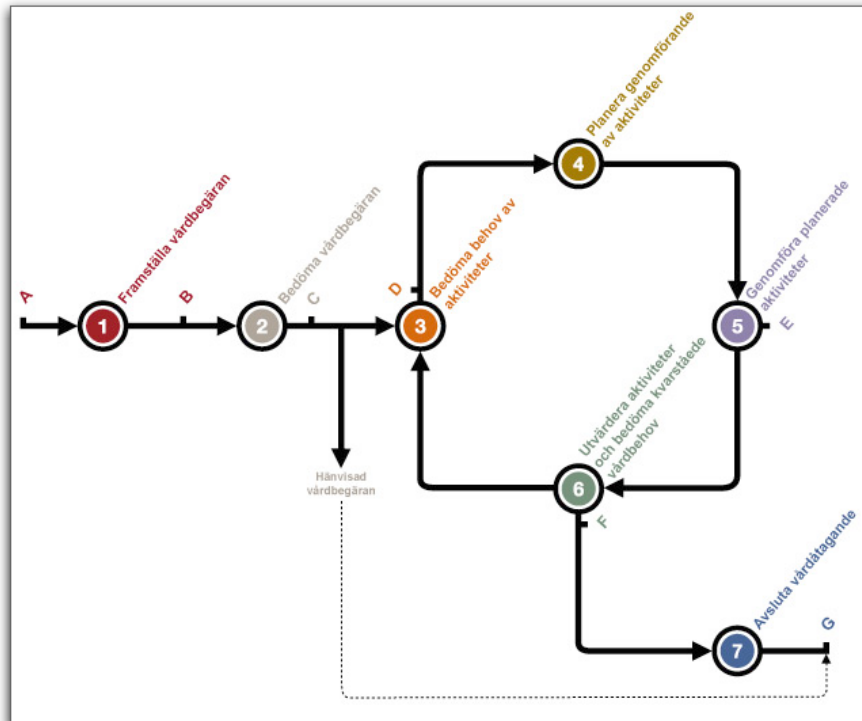 Planera genomförande
av aktiviteter
4
Framställa vårdbegäran
Bedöma vårdbegäran
Bedöma behov av
aktiviteter
Genomföra planerade
aktiviteter
A
B
C
D
1
2
3
5
E
Utvärdera aktiviteter
och bedöma kvarståede
vårdbehov
Hänvisad
vårdbegäran
6
F
Avsluta vårdåtagande
G
7